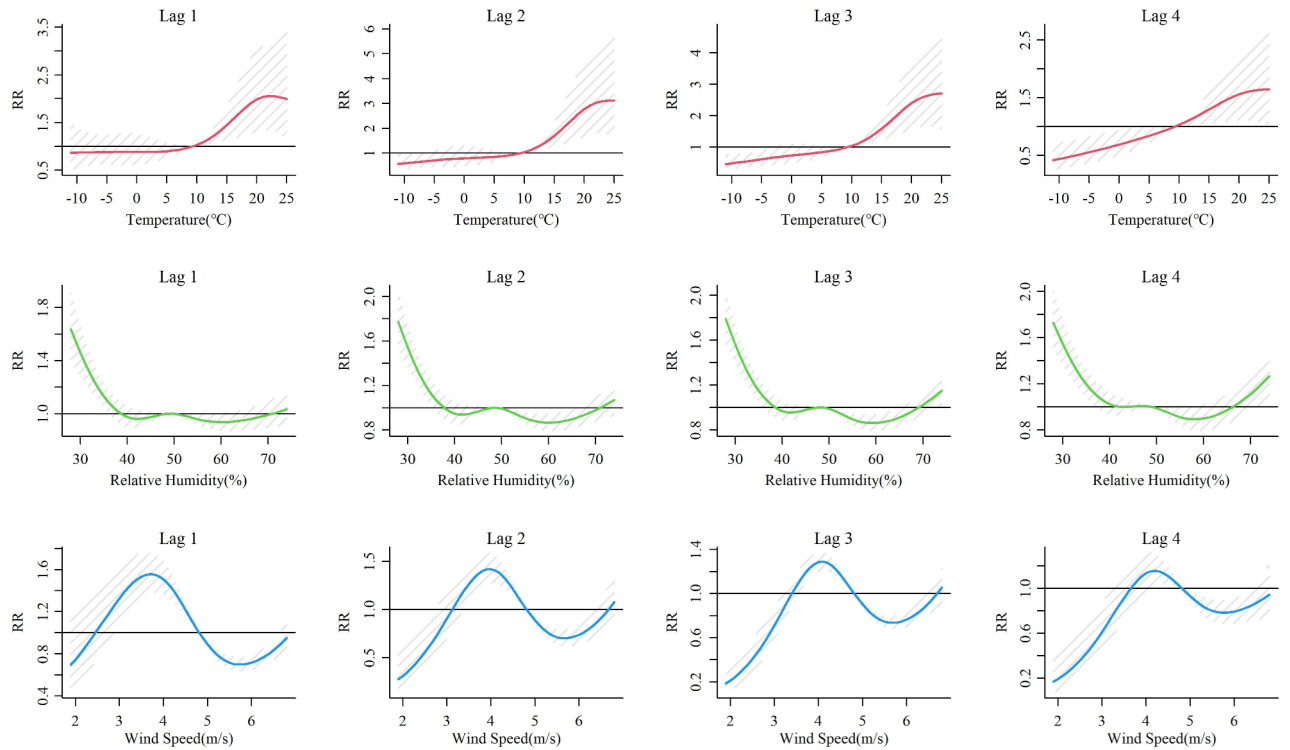 Lag 1
3.5
2.5
1.5
0.5
RR
-10 -5 0 5 10 15 20 25
Temperature(℃)
Lag 2
6
5
4
3
2
1
RR
-10 -5 0 5 10 15 20 25
Temperature(℃)
Lag 3
4
3
2
1
RR
-10 -5 0 5 10 15 20 25
Temperature(℃)
Lag 4
2.5
1.5
0.5
RR
-10 -5 0 5 10 15 20 25
Temperature(℃)
Lag 1
1.8
1.4
1.0
RR
30 40 50 60 70
Relative Humidity(%)
Lag 2
2.0
1.6
1.2
0.8
RR
30 40 50 60 70
Relative Humidity(%)
Lag 3
2.0
1.6
1.2
0.8
RR
30 40 50 60 70
Relative Humidity(%)
Lag 4
2.0
1.6
1.2
0.8
RR
30 40 50 60 70
Relative Humidity(%)
Lag 1
1.6
1.2
0.8
0.4
RR
2 3 4 5 6
Wind Speed(m/s)
Lag 2
1.5
1.0
0.5
RR
2 3 4 5 6
Wind Speed(m/s)
Lag 3
1.4
1.0
0.6
0.2
RR
2 3 4 5 6
Wind Speed(m/s)
Lag 4
1.0
0.6
0.2
RR
2 3 4 5 6
Wind Speed(m/s)